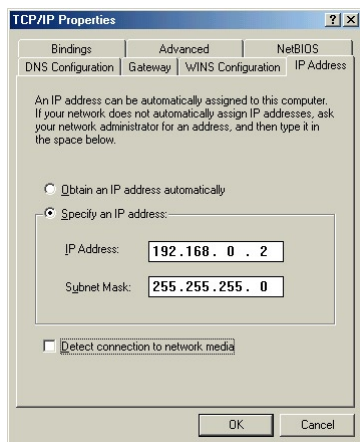 TCP/IP Properties
Bindings Advanced NetBIOS
DNS Configuration Gateway WINS Configuration IP Address
An IP address can be automatically assigned to this computer.
If your network does not automatically assign IP addresses, ask
your network administrator for an address, and then type it in
the space below.
Obtain an IP address automatically
Specify an IP address:
IP Address: 192.168. 0 . 2
Subnet Mask: 255.255.255. 0
Detect connection to network media
OK Cancel